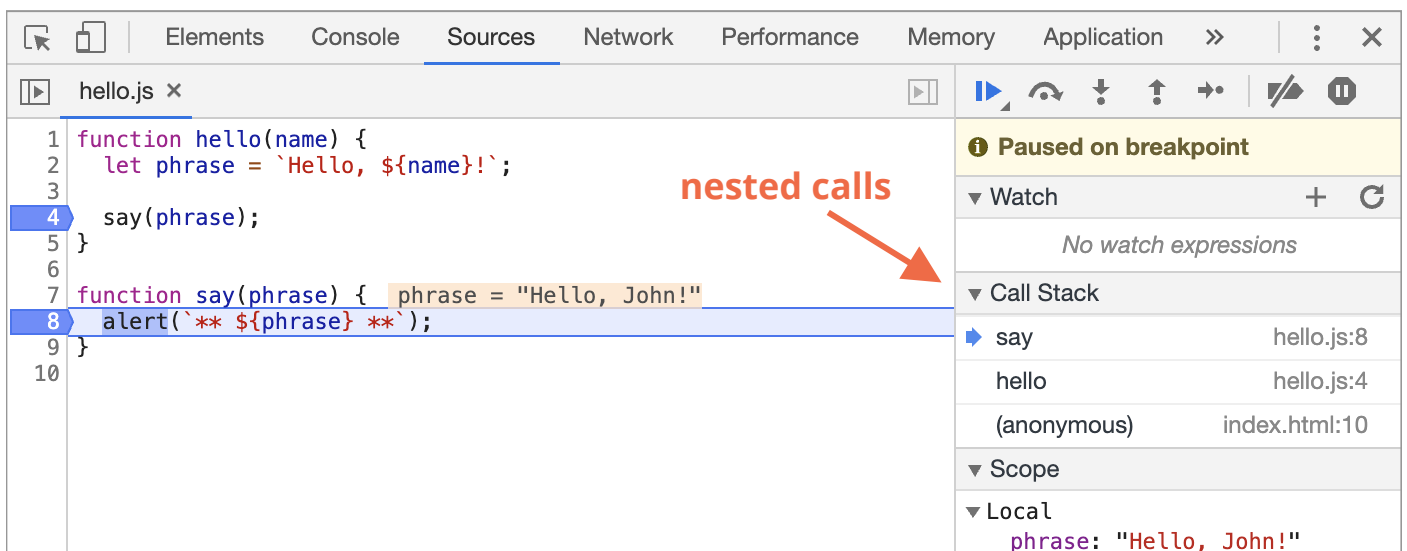 Elements Console Sources Network Performance Memory Application »
hello.js ×
Paused on breakpoint
1 function hello(name) {
2 let phrase = `Hello, ${name}!`;
3
4 say(phrase);
5 }
6
7 function say(phrase) { phrase = "Hello, John!"
8 alert(`** ${phrase} **`);
9 }
10
nested calls
Watch
No watch expressions
Call Stack
say hello.js:8
hello hello.js:4
(anonymous) index.html:10
Scope
Local
phrase: "Hello, John!"